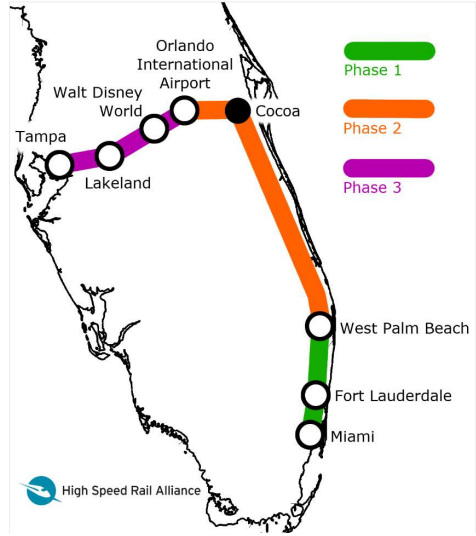 Orlando
International
Airport
Walt Disney
World
Cocoa
Tampa
Lakeland
West Palm Beach
Fort Lauderdale
Miami
Phase 1
Phase 2
Phase 3
High Speed Rail Alliance